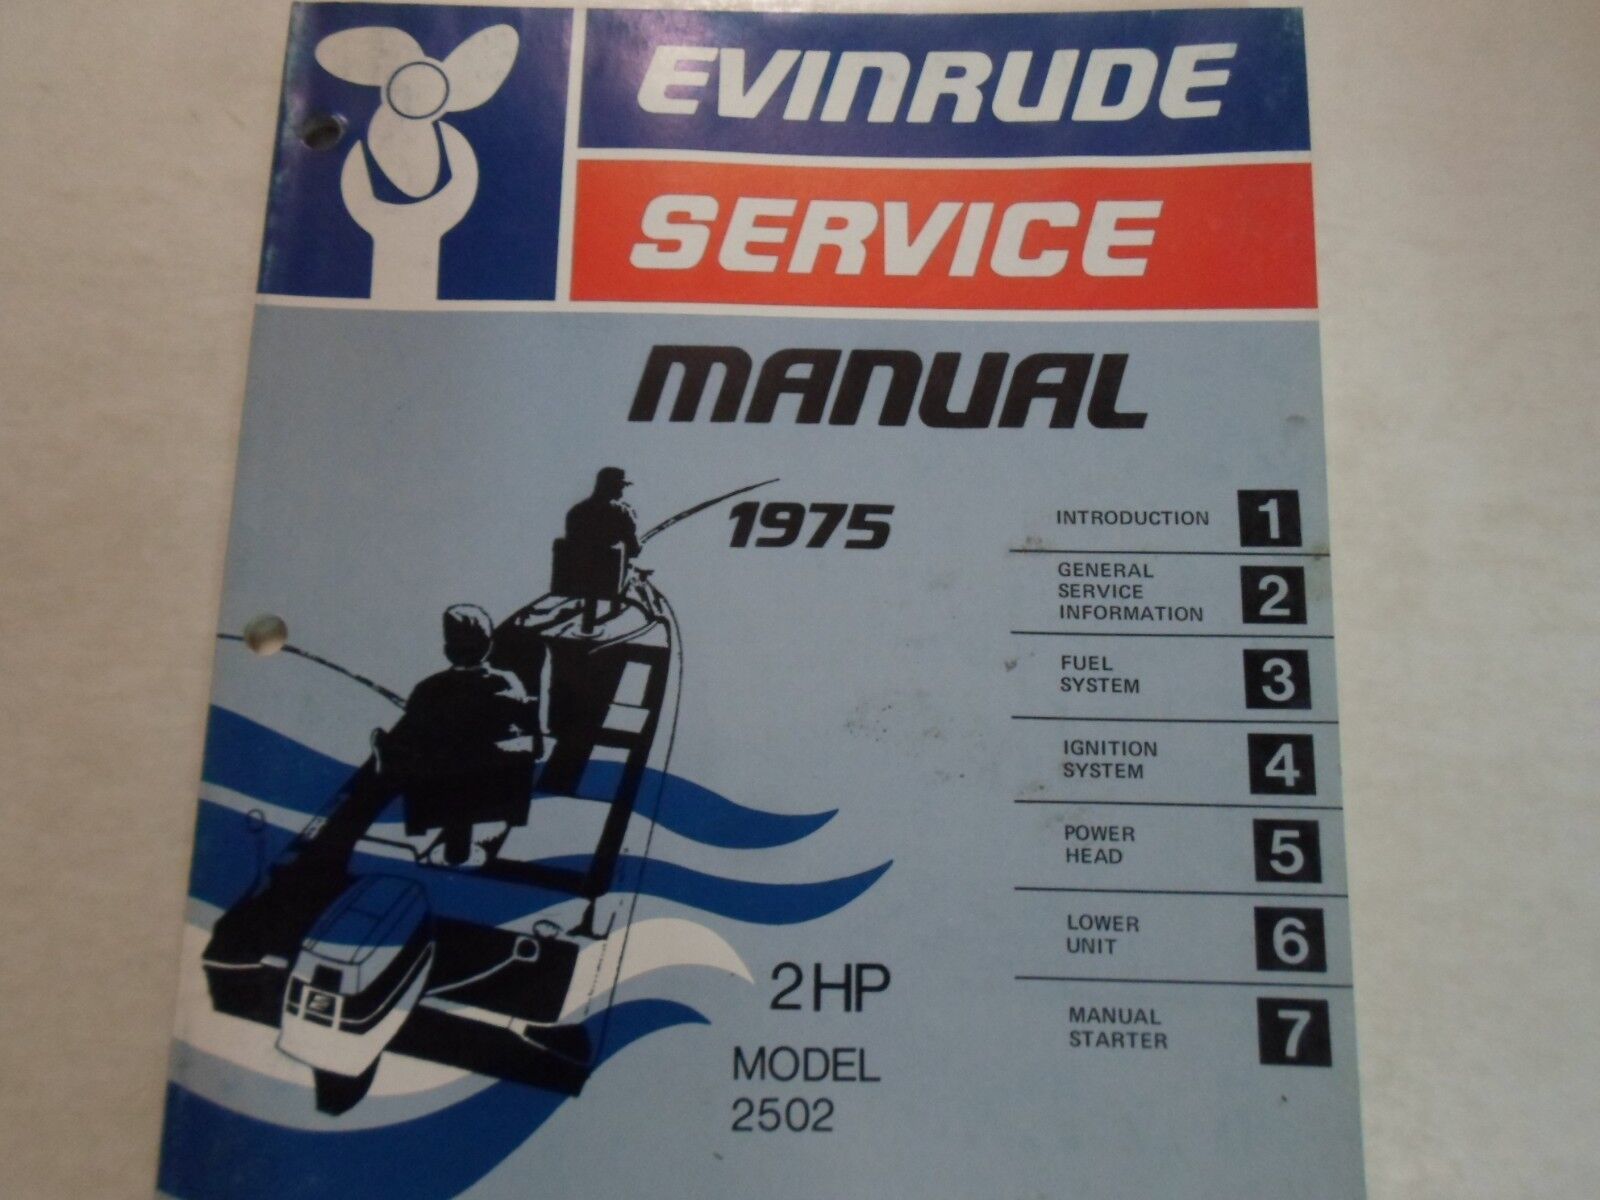 EVINRUDE
SERVICE
MANUAL
1975
INTRODUCTION 1
GENERAL
SERVICE
INFORMATION 2
FUEL
SYSTEM 3
IGNITION
SYSTEM 4
POWER
HEAD 5
LOWER
UNIT 6
MANUAL
STARTER 7
2 HP
MODEL
2502